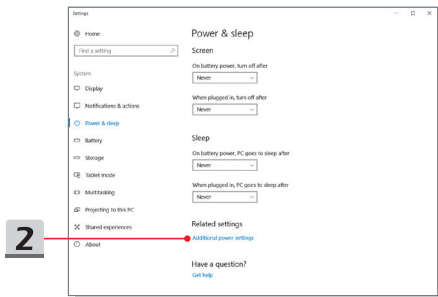 Settings
Home
Find a setting
System
Display
Notifications & actions
Power & sleep
Battery
Storage
Tablet mode
Multitasking
Projecting to this PC
Shared experiences
About
Power & sleep
Screen
On battery power, turn off after
Never
When plugged in, turn off after
Never
Sleep
On battery power, PC goes to sleep after
Never
When plugged in, PC goes to sleep after
Never
Related settings
Additional power settings
Have a question?
Get help
2